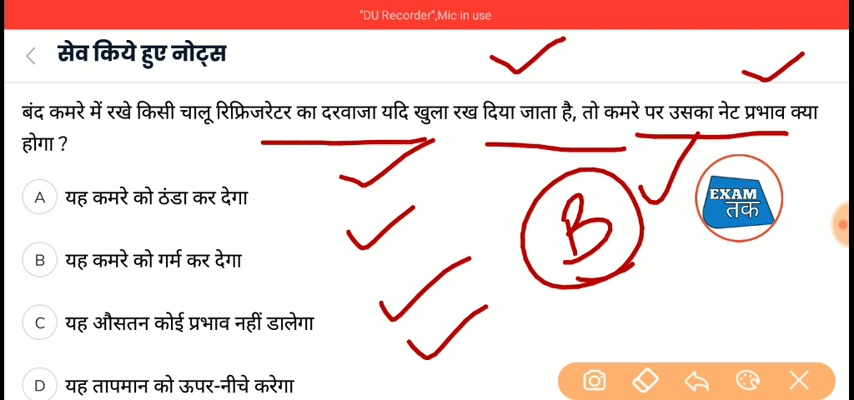 "DU Recorder",Mic in use
सेव किये हुए नोट्स
बंद कमरे में रखे किसी चालू रिफ्रिजरेटर का दरवाजा यदि खुला रख दिया जाता है, तो कमरे पर उसका नेट प्रभाव क्या
होगा ?
A यह कमरे को ठंडा कर देगा
B यह कमरे को गर्म कर देगा
C यह औसतन कोई प्रभाव नहीं डालेगा
D यह तापमान को ऊपर-नीचे करेगा
B
EXAM
तक